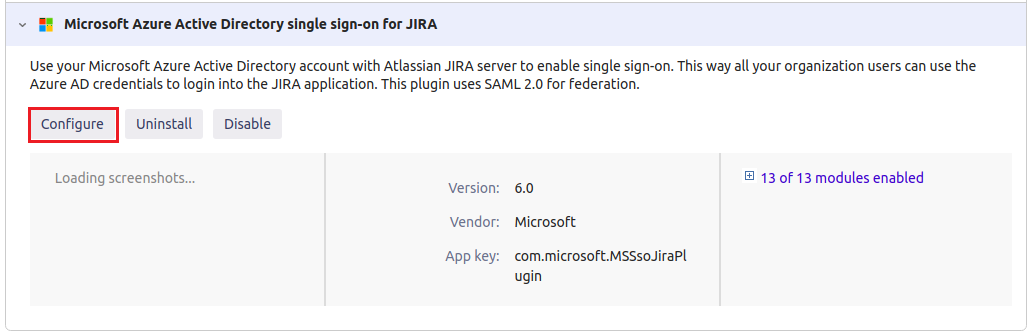 Microsoft Azure Active Directory single sign-on for JIRA
Use your Microsoft Azure Active Directory account with Atlassian JIRA server to enable single sign-on. This way all your organization users can use the
Azure AD credentials to login into the JIRA application. This plugin uses SAML 2.0 for federation.
Configure Uninstall Disable
Loading screenshots...
Version: 6.0
Vendor: Microsoft
App key: com.microsoft.MSSsoJiraPl
ugin
13 of 13 modules enabled